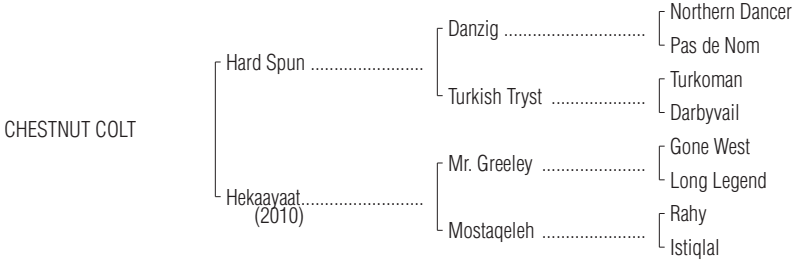 Northern Dancer
Danzig ..............................
Pas de Nom
Hard Spun ........................
Turkoman
Turkish Tryst ....................
Darbyvail
CHESTNUT COLT
Gone West
Mr. Greeley ......................
Long Legend
Hekaayaat..........................
(2010)
Rahy
Mostaqeleh ......................
Istiqlal